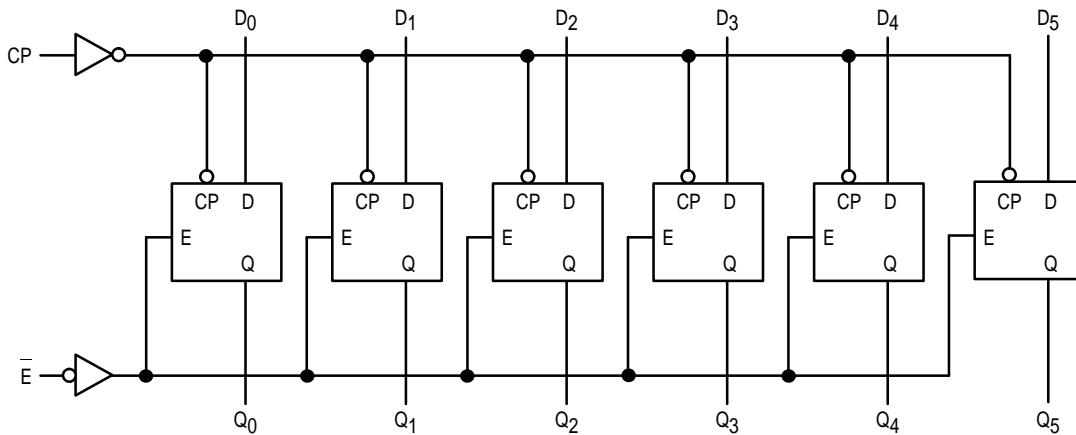 D0 D1 D2 D3 D4 D5
CP
CP D CP D CP D CP D CP D CP D
E E E E E E
Q Q Q Q Q Q
E̅
Q0 Q1 Q2 Q3 Q4 Q5